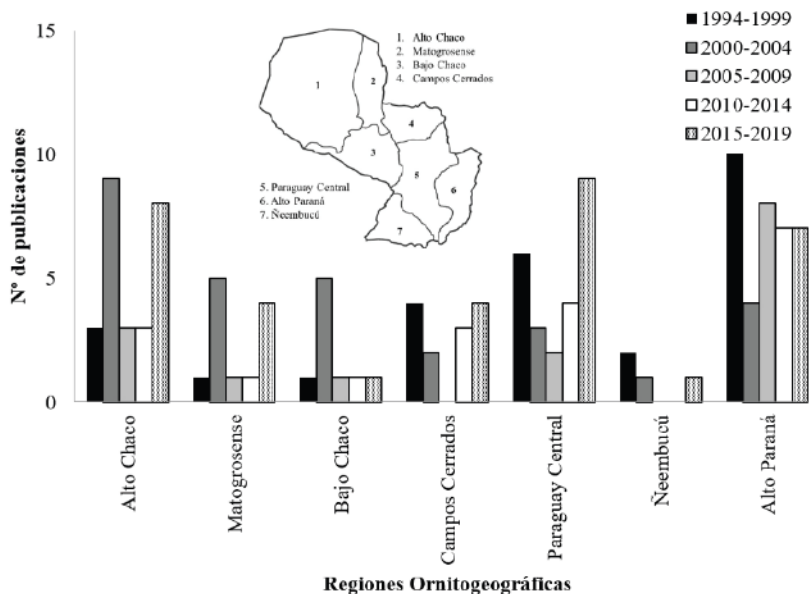 15
10
5
0
Nº de publicaciones
1. Alto Chaco
2. Matogrosense
3. Bajo Chaco
4. Campos Cerrados
1
2
3
4
5
6
7
5. Paraguay Central
6. Alto Paraná
7. Ñeembucú
1994-1999
2000-2004
2005-2009
2010-2014
2015-2019
Alto Chaco
Matogrosense
Bajo Chaco
Campos Cerrados
Paraguay Central
Ñeembucú
Alto Paraná
Regiones Ornitogeográficas